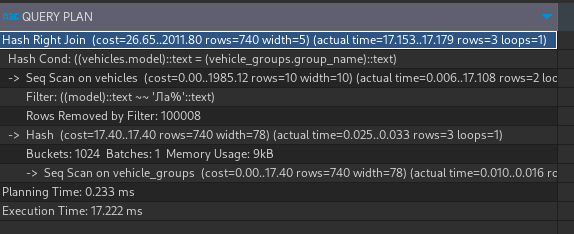 QUERY PLAN
Hash Right Join (cost=26.65..2011.80 rows=740 width=5) (actual time=17.153..17.179 rows=3 loops=1)
Hash Cond: ((vehicles.model)::text = (vehicle_groups.group_name)::text)
-> Seq Scan on vehicles (cost=0.00..1985.12 rows=10 width=10) (actual time=0.006..17.108 rows=2 loo
Filter: ((model)::text ~~ 'Ла%'::text)
Rows Removed by Filter: 100008
-> Hash (cost=17.40..17.40 rows=740 width=78) (actual time=0.025..0.033 rows=3 loops=1)
Buckets: 1024 Batches: 1 Memory Usage: 9kB
-> Seq Scan on vehicle_groups (cost=0.00..17.40 rows=740 width=78) (actual time=0.010..0.016 ro
Planning Time: 0.233 ms
Execution Time: 17.222 ms